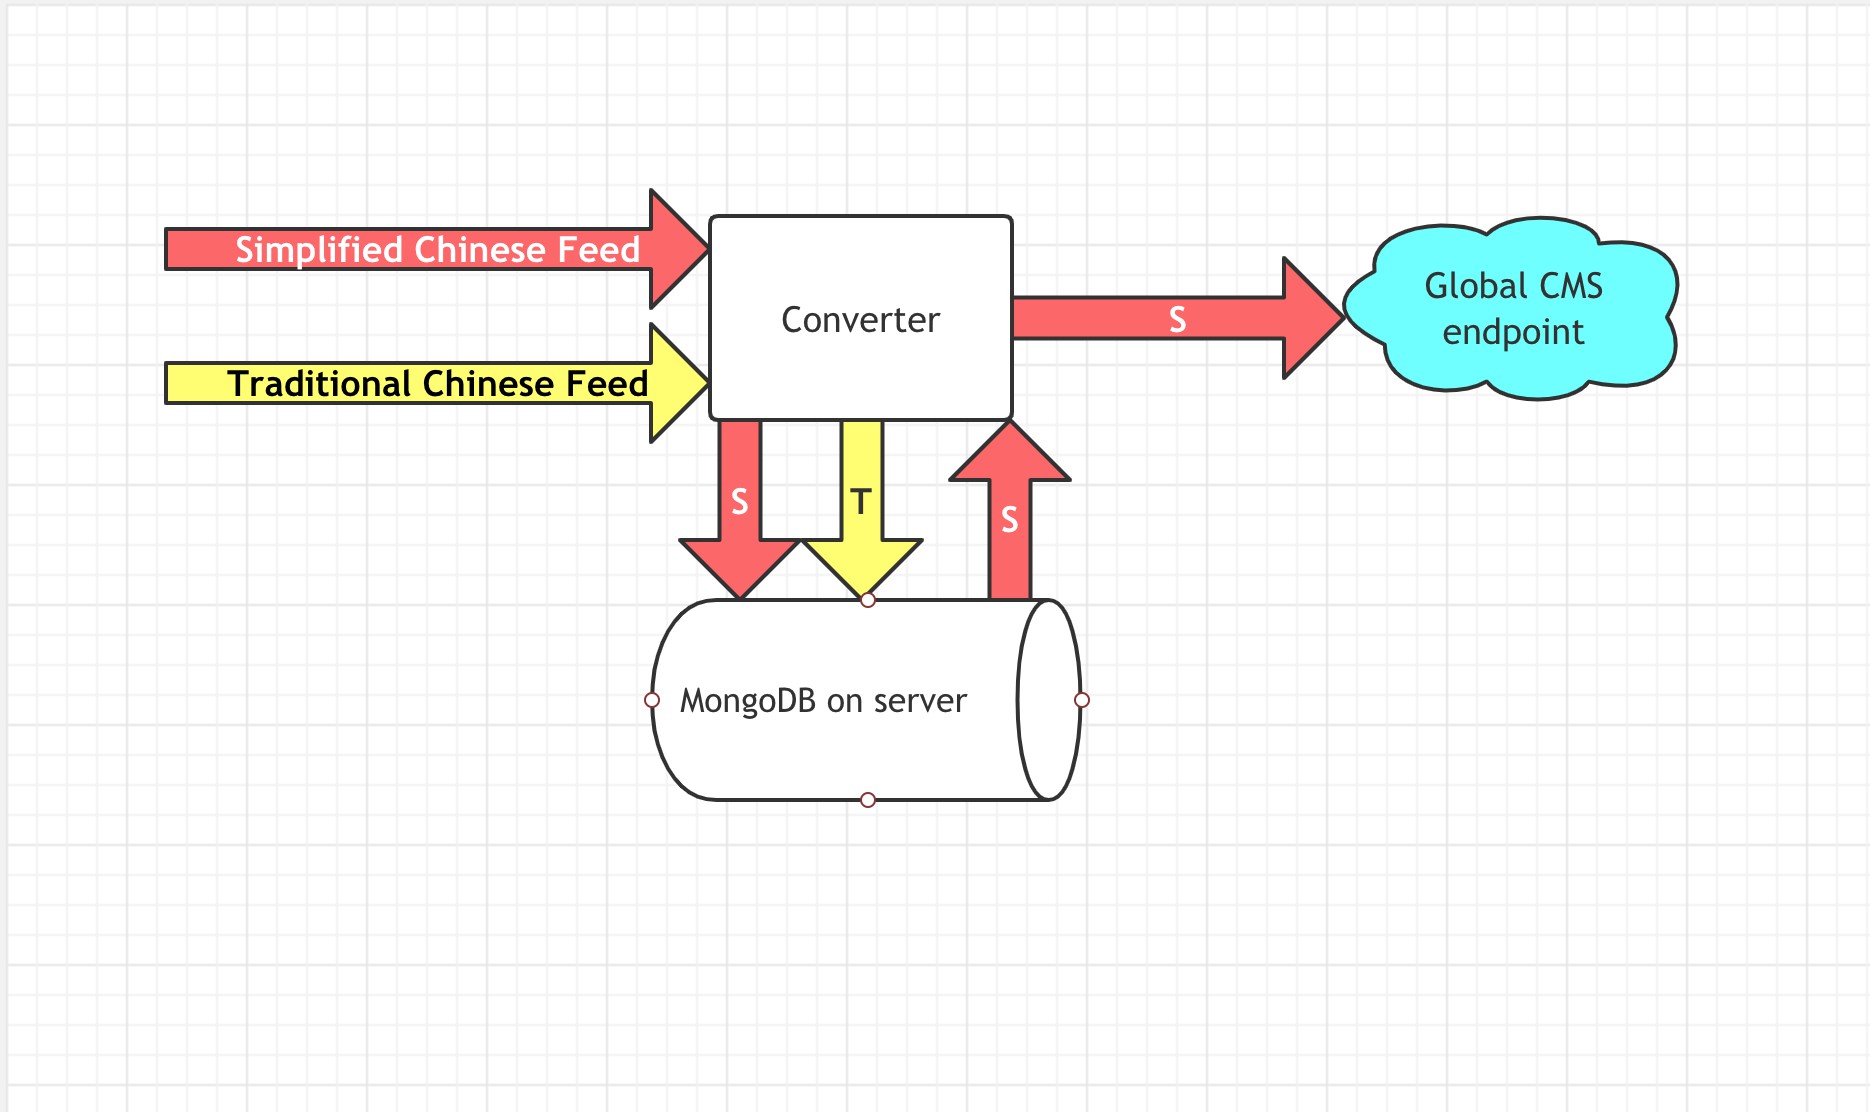 Simplified Chinese Feed
Traditional Chinese Feed
Converter
S
Global CMS
endpoint
S
T
S
MongoDB on server